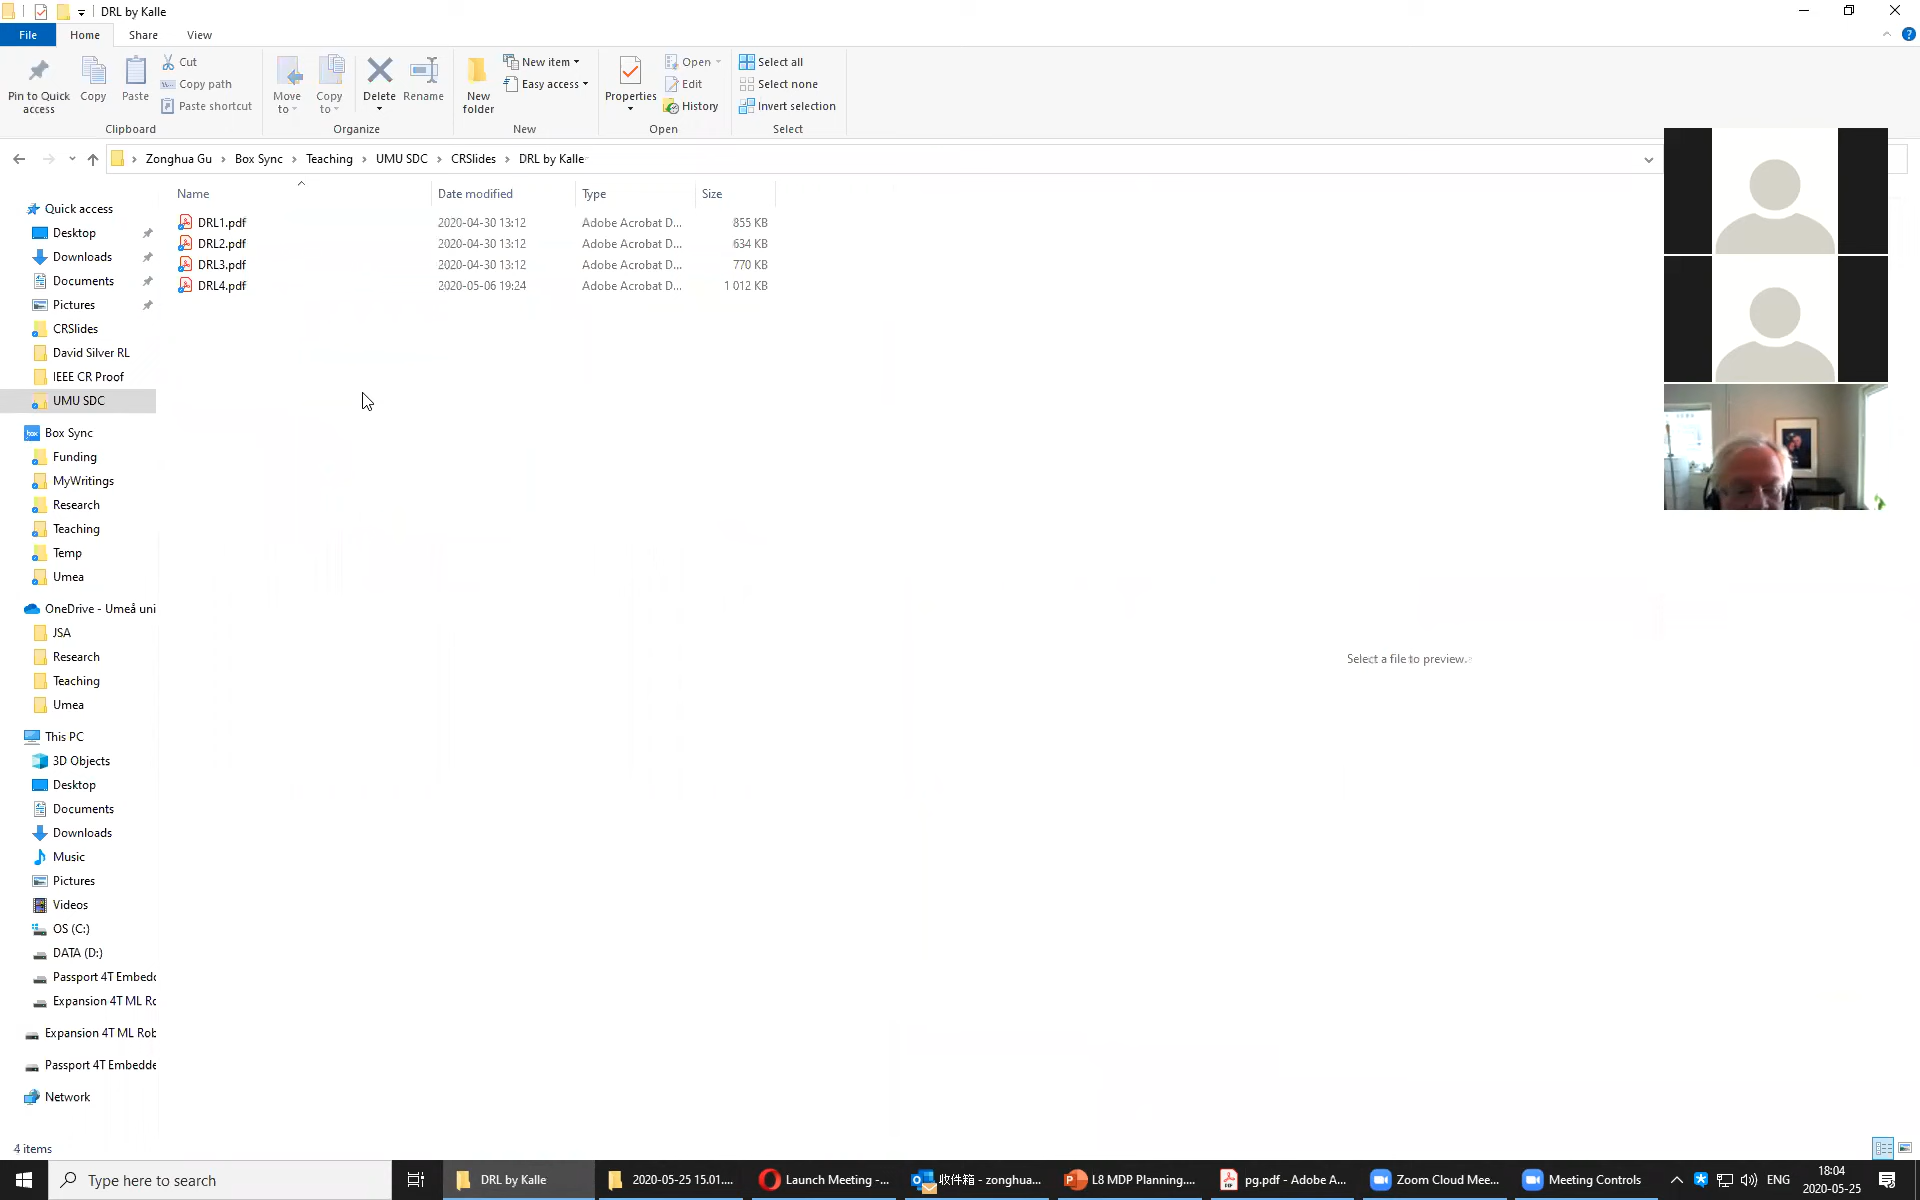 DRL by Kalle
File Home Share View
Pin to Quick access
Copy
Paste
Cut
Copy path
Paste shortcut
Clipboard
Move to
Copy to
Delete
Rename
Organize
New folder
New item
Easy access
New
Properties
Open
Edit
History
Open
Select all
Select none
Invert selection
Select
Zonghua Gu › Box Sync › Teaching › UMU SDC › CRSlides › DRL by Kalle
Name Date modified Type Size
DRL1.pdf 2020-04-30 13:12 Adobe Acrobat D... 855 KB
DRL2.pdf 2020-04-30 13:12 Adobe Acrobat D... 634 KB
DRL3.pdf 2020-04-30 13:12 Adobe Acrobat D... 770 KB
DRL4.pdf 2020-05-06 19:24 Adobe Acrobat D... 1 012 KB
Quick access
Desktop
Downloads
Documents
Pictures
CRSlides
David Silver RL
IEEE CR Proof
UMU SDC
box Box Sync
Funding
MyWritings
Research
Teaching
Temp
Umea
OneDrive - Umeå uni
JSA
Research
Teaching
Umea
This PC
3D Objects
Desktop
Documents
Downloads
Music
Pictures
Videos
OS (C:)
DATA (D:)
Passport 4T Embedd
Expansion 4T ML Ro
Expansion 4T ML Rob
Passport 4T Embedde
Network
Select a file to preview.
4 items
Type here to search
DRL by Kalle
2020-05-25 15.01....
Launch Meeting -...
收件箱 - zonghua...
L8 MDP Planning....
pg.pdf - Adobe A...
Zoom Cloud Mee...
Meeting Controls
ENG
18:04
2020-05-25